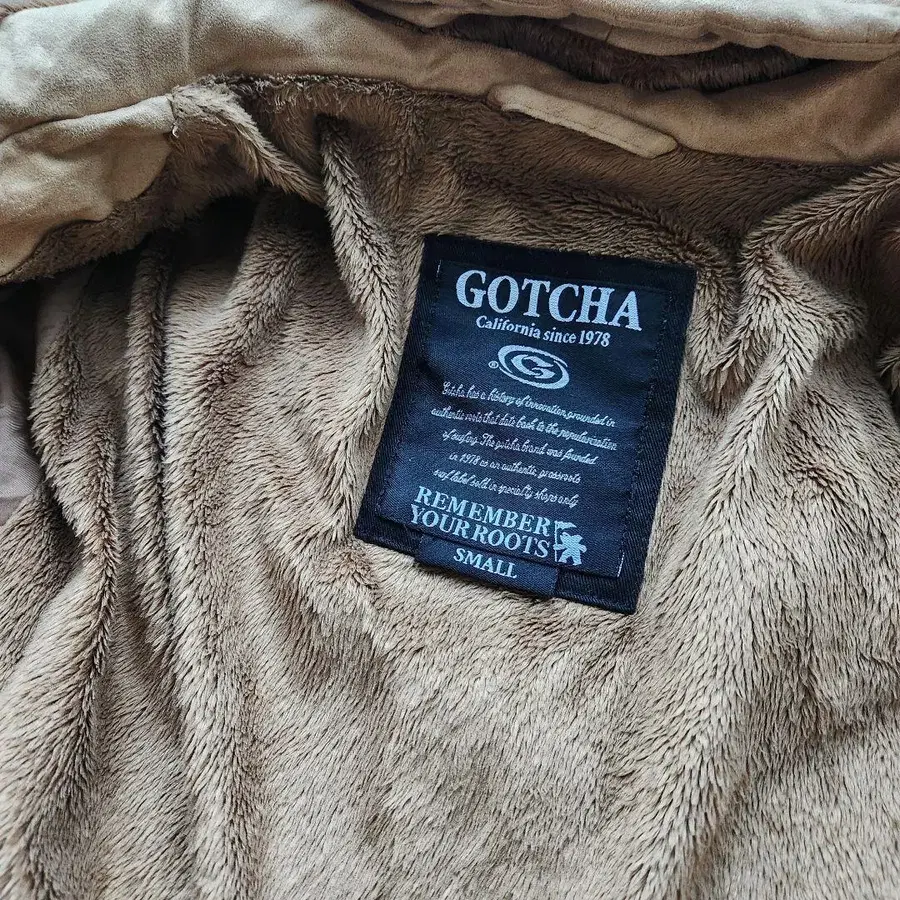 GOTCHA
California since 1978
® G
Gotcha has a history of innovation grounded in
authentic roots that date back to the popularization
of surfing. The gotcha brand was founded
in 1978 as an authentic, grassroots
surf label sold in specialty shops only
REMEMBER
YOUR ROOTS
SMALL